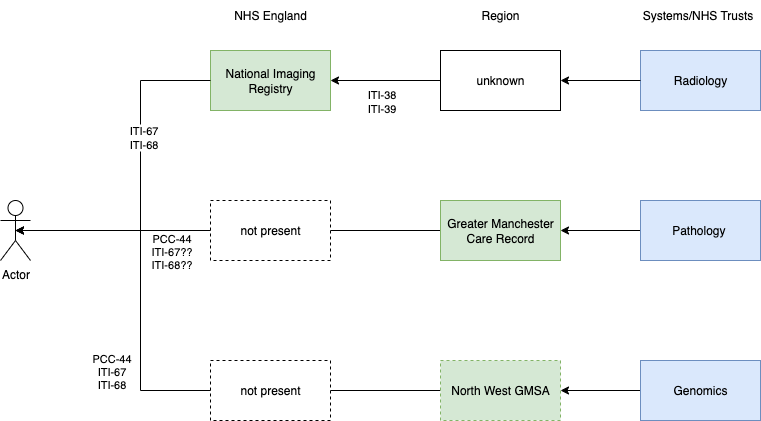 NHS England
Region
Systems/NHS Trusts
National Imaging
Registry
unknown
Radiology
ITI-38
ITI-39
ITI-67
ITI-68
not present
Greater Manchester
Care Record
Pathology
PCC-44
ITI-67??
ITI-68??
Actor
PCC-44
ITI-67
ITI-68
not present
North West GMSA
Genomics